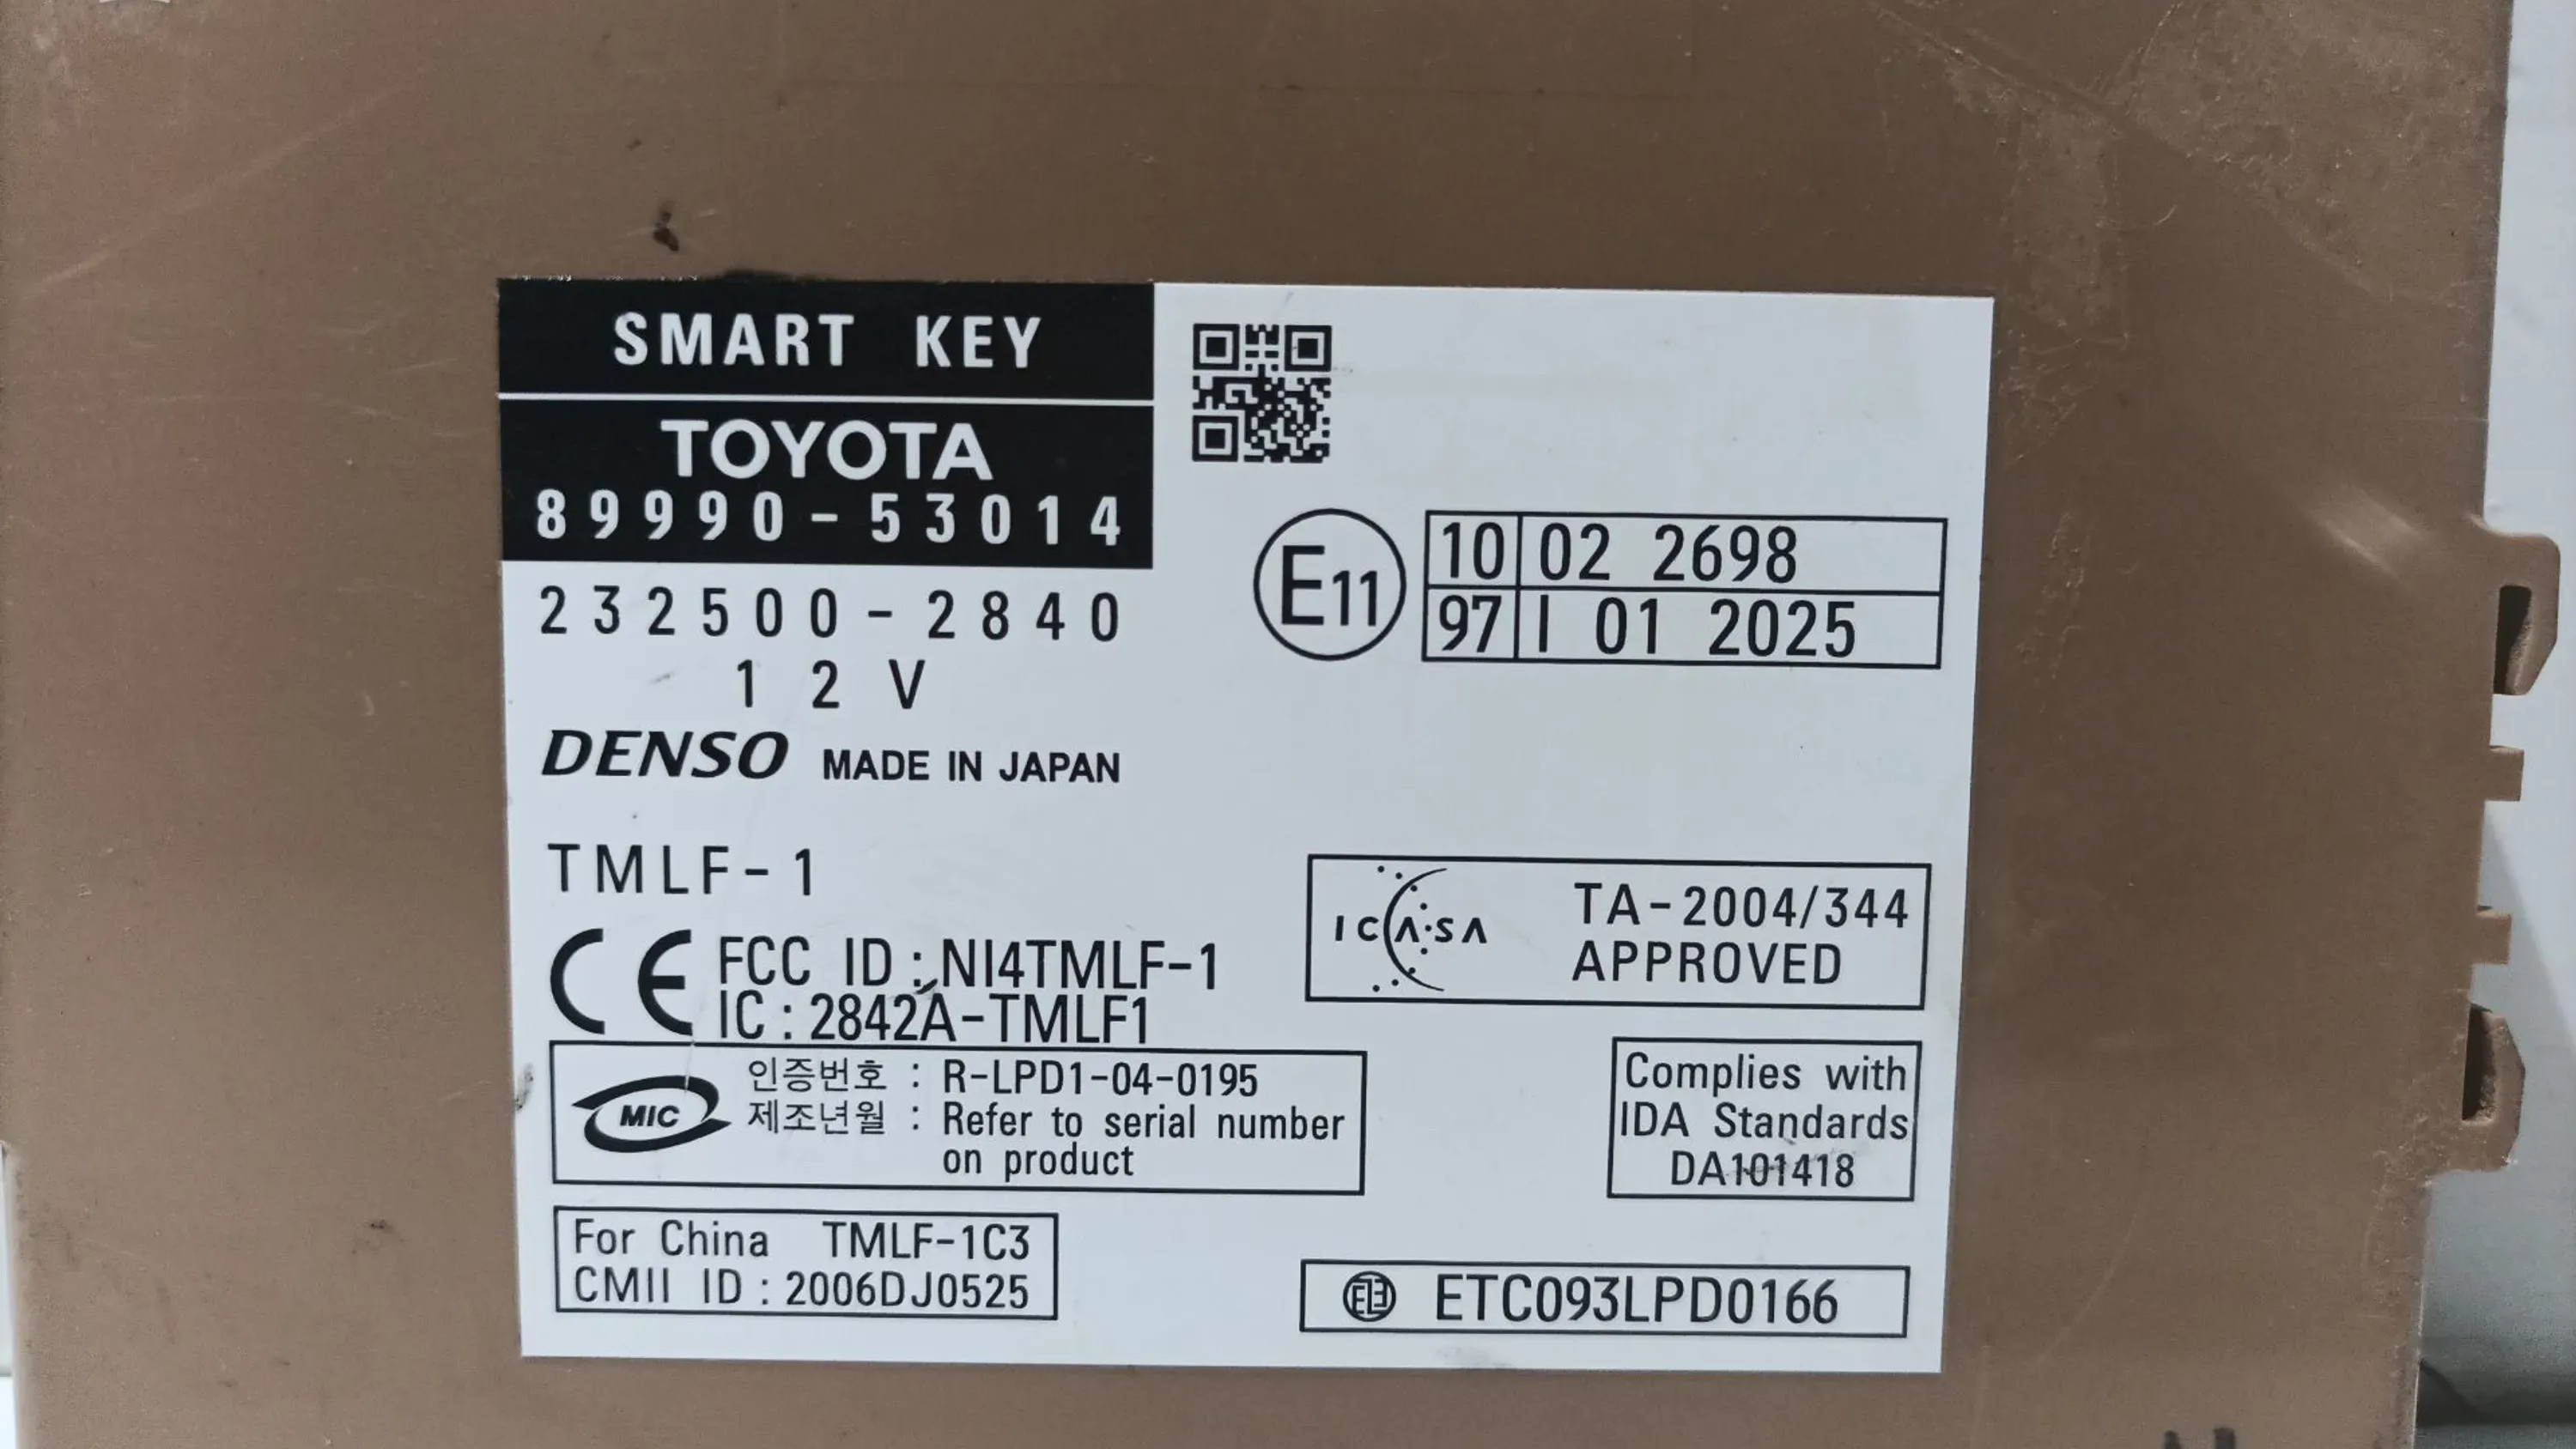 SMART KEY
TOYOTA
89990-53014
232500-2840
12V
DENSO MADE IN JAPAN
E11
10 02 2698
97 I 01 2025
TMLF-1
CE FCC ID:NI4TMLF-1
IC:2842A-TMLF1
ICASA TA-2004/344
APPROVED
MIC 인증번호 : R-LPD1-04-0195
제조년월 : Refer to serial number
on product
Complies with
IDA Standards
DA101418
For China TMLF-1C3
CMII ID:2006DJ0525
ETC093LPD0166